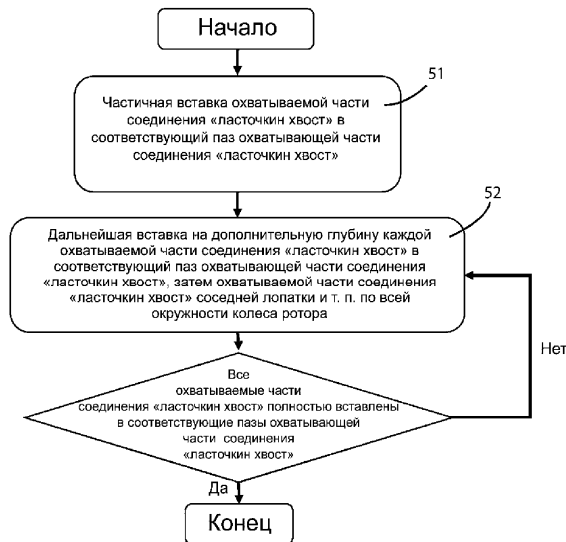 Начало
51
Частичная вставка охватываемой части
соединения «ласточкин хвост» в
соответствующий паз охватывающей части
соединения «ласточкин хвост»
52
Дальнейшая вставка на дополнительную глубину каждой
охватываемой части соединения «ласточкин хвост» в
соответствующий паз охватывающей части соединения
«ласточкин хвост», затем охватываемой части соединения
«ласточкин хвост» соседней лопатки и т. п. по всей
окружности колеса ротора
Нет
Все
охватываемые части
соединения «ласточкин хвост» полностью вставлены
в соответствующие пазы охватывающей
части соединения
«ласточкин хвост»
Да
Конец